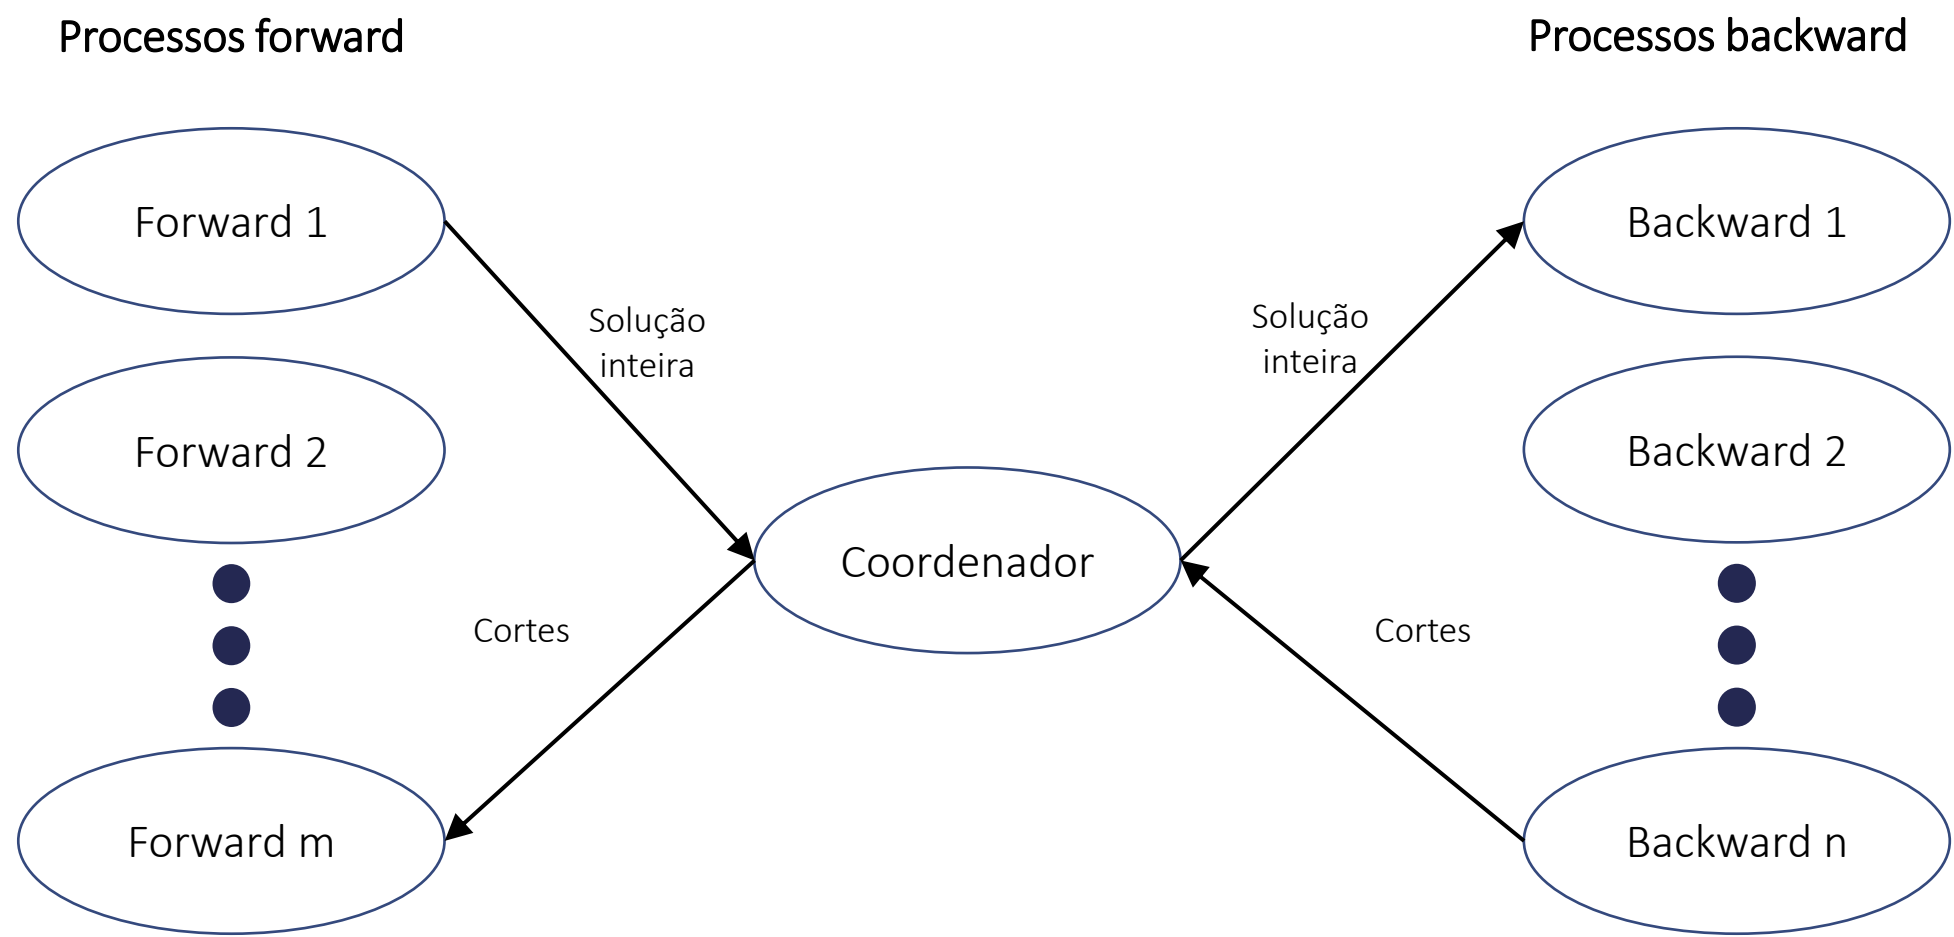 Processos forward
Processos backward
Forward 1
Backward 1
Solução
inteira
Solução
inteira
Forward 2
Backward 2
Coordenador
Cortes
Cortes
Forward m
Backward n